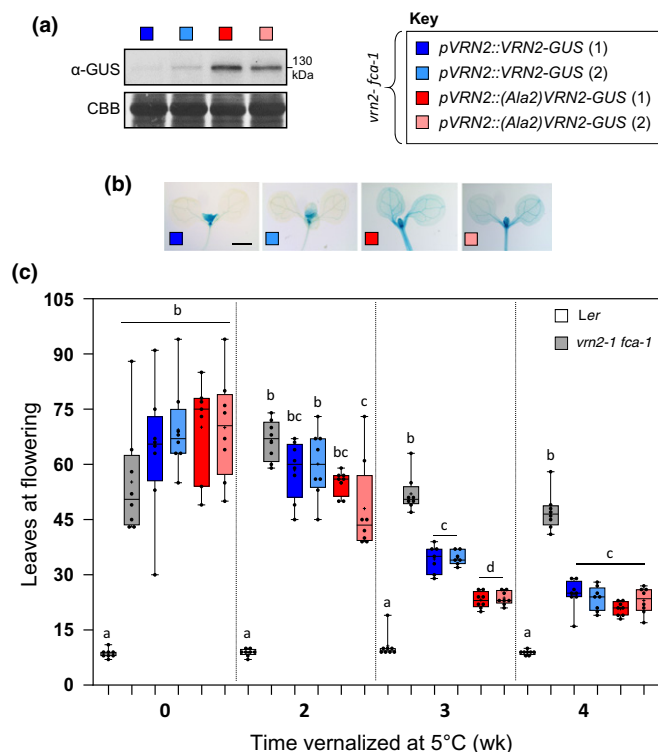 (a)
α-GUS
130
kDa
CBB
vrn2- fca-1
Key
pVRN2::VRN2-GUS (1)
pVRN2::VRN2-GUS (2)
pVRN2::(Ala2)VRN2-GUS (1)
pVRN2::(Ala2)VRN2-GUS (2)
(b)
(c)
Leaves at flowering
105
90
75
60
45
30
15
0
Ler
vrn2-1 fca-1
a
b
a
b
bc
b
bc
c
a
b
c
d
a
b
c
0
2
3
4
Time vernalized at 5°C (wk)